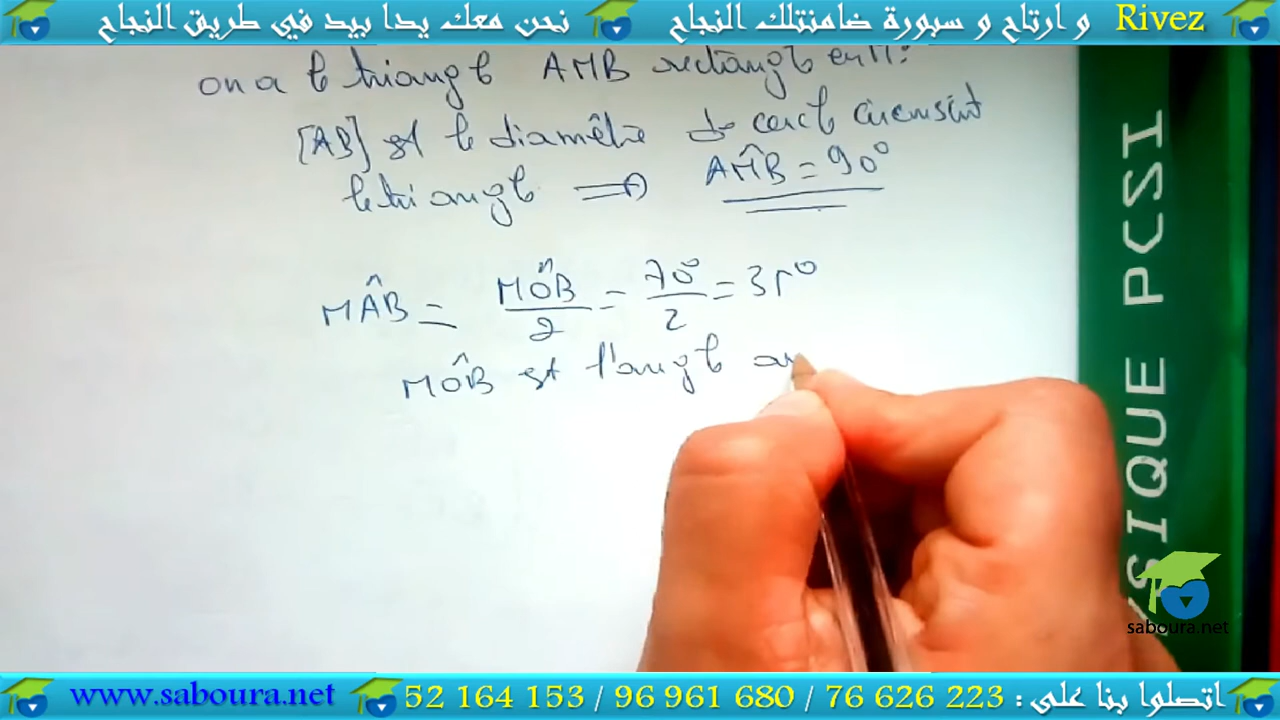 Rivez و ارتاح و سبورة ضامنتلك النجاح نحن معك يدا بيد في طريق النجاح
on a le triangle AMB rectangle en M.
[AB] est le diamètre de cercle circonscrit
le triangle ⟹ AM̂B = 90°
MÂB = MÔB/2 = 70°/2 = 35°
MÔB est l'angle au
YSIQUE PCSI
saboura.net
www.saboura.net 52 164 153 / 96 961 680 / 76 626 223 : اتصلوا بنا على